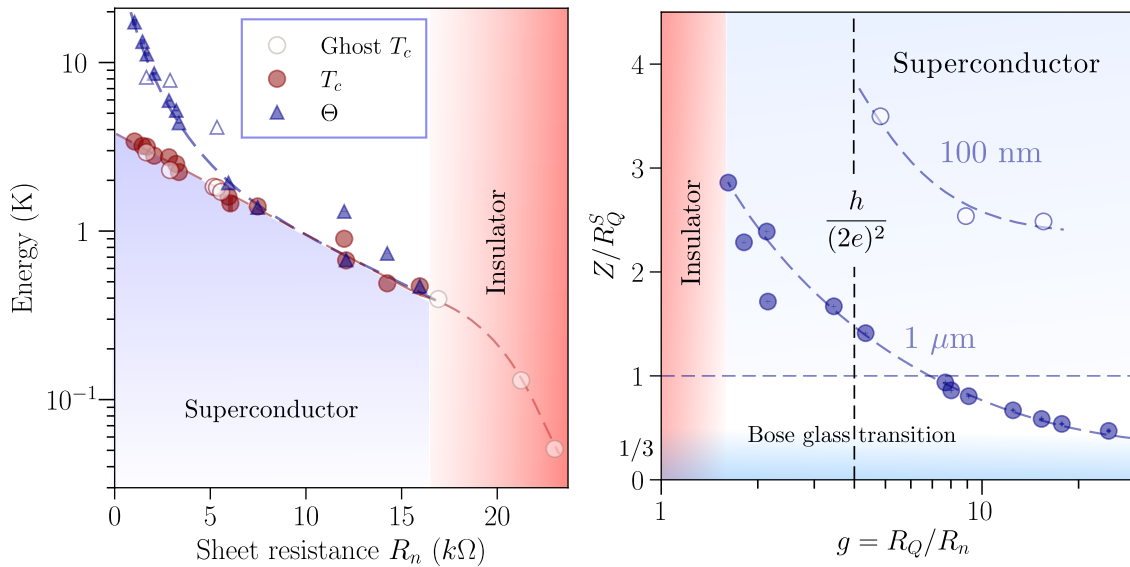 Energy (K)
10
1
10⁻¹
Ghost T_c
T_c
Θ
Superconductor
Insulator
0
5
10
15
20
Sheet resistance R_n (kΩ)
Z/R_Q^S
4
3
2
1
1/3
0
Superconductor
100 nm
h
(2e)²
Insulator
1 μm
Bose glass transition
1
10
g = R_Q/R_n